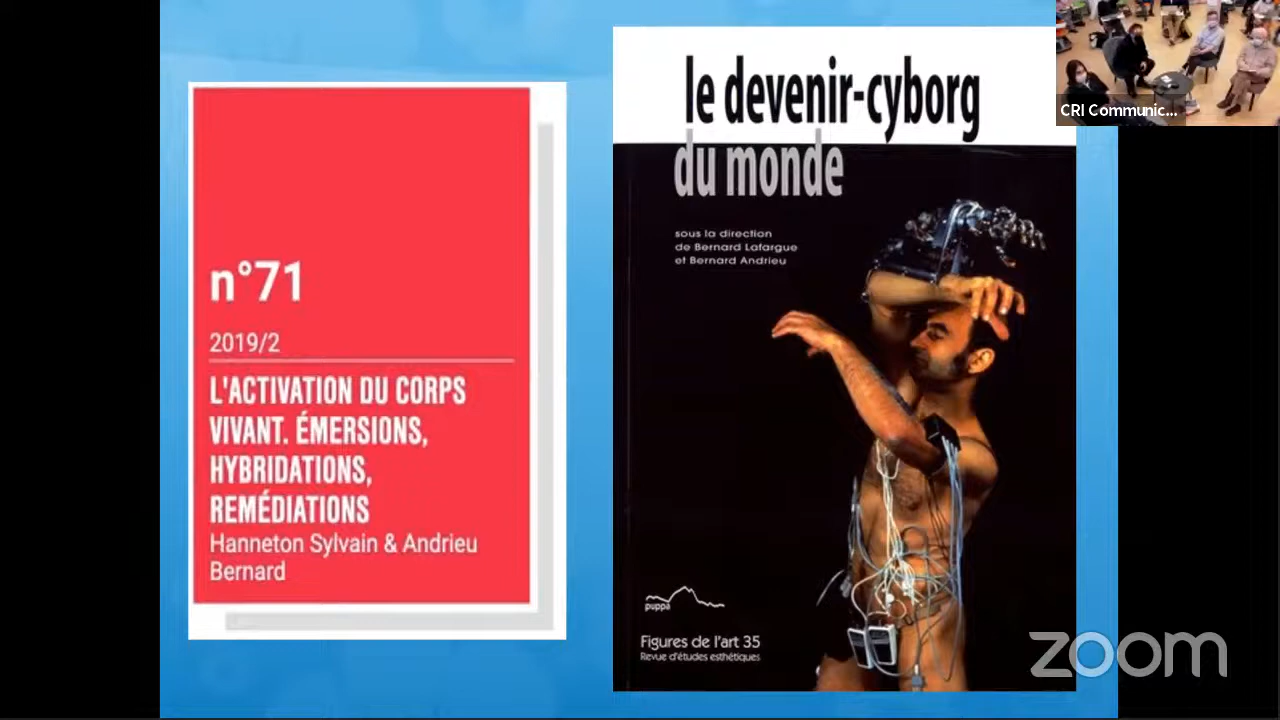 n°71
2019/2
L'ACTIVATION DU CORPS
VIVANT. ÉMERSIONS,
HYBRIDATIONS,
REMÉDIATIONS
Hanneton Sylvain & Andrieu
Bernard
le devenir-cyborg
du monde
sous la direction
de Bernard Lafargue
et Bernard Andrieu
puppa
Figures de l'art 35
Revue d'études esthétiques
CRI Communic...
zoom